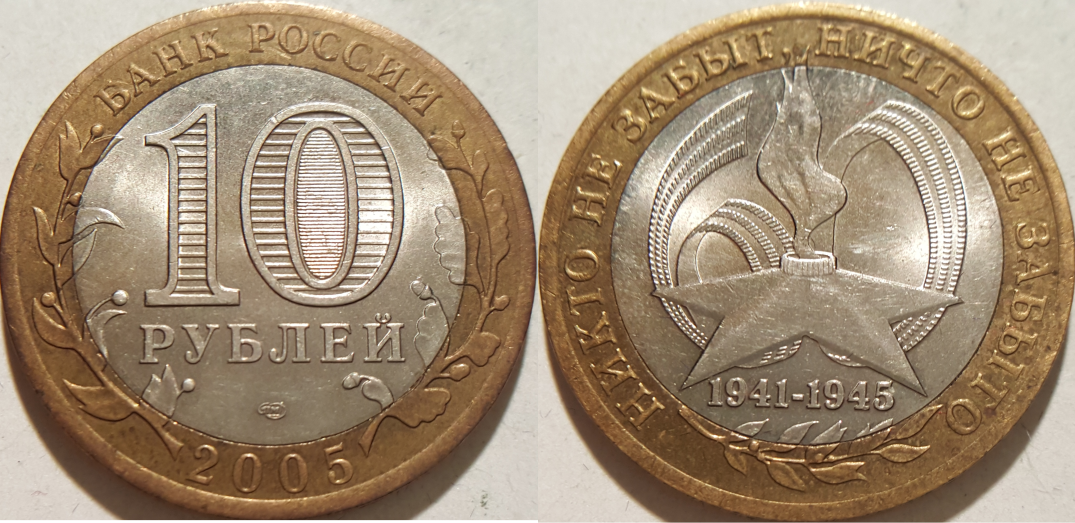 БАНК РОССИИ
10
РУБЛЕЙ
2005
НИКТО НЕ ЗАБЫТ, НИЧТО НЕ ЗАБЫТО
1941-1945